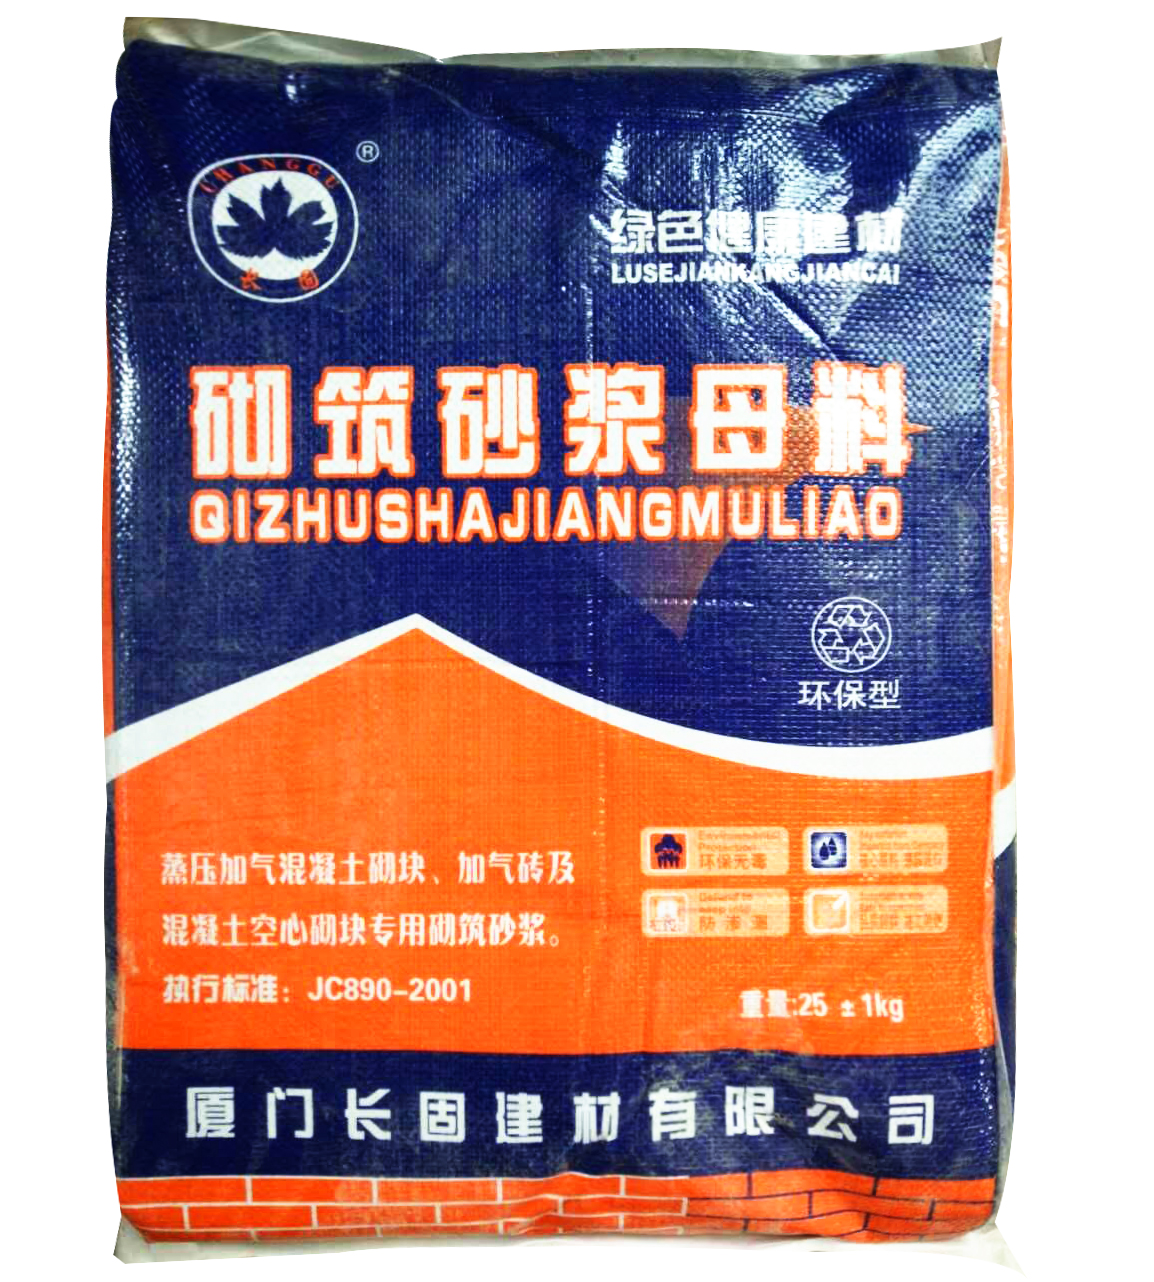 CHANGGU
®
长固
绿色健康建材
LUSEJIANKANGJIANCAI
砌筑砂浆母料
QIZHUSHAJIANGMULIAO
环保型
环保无毒
防渗漏
蒸压加气混凝土砌块、加气砖及
混凝土空心砌块专用砌筑砂浆。
执行标准：JC890-2001
重量:25 ±1kg
厦门长固建材有限公司